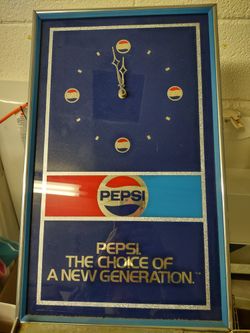 PEPSI
PEPSI.
THE CHOICE OF
A NEW GENERATION.™